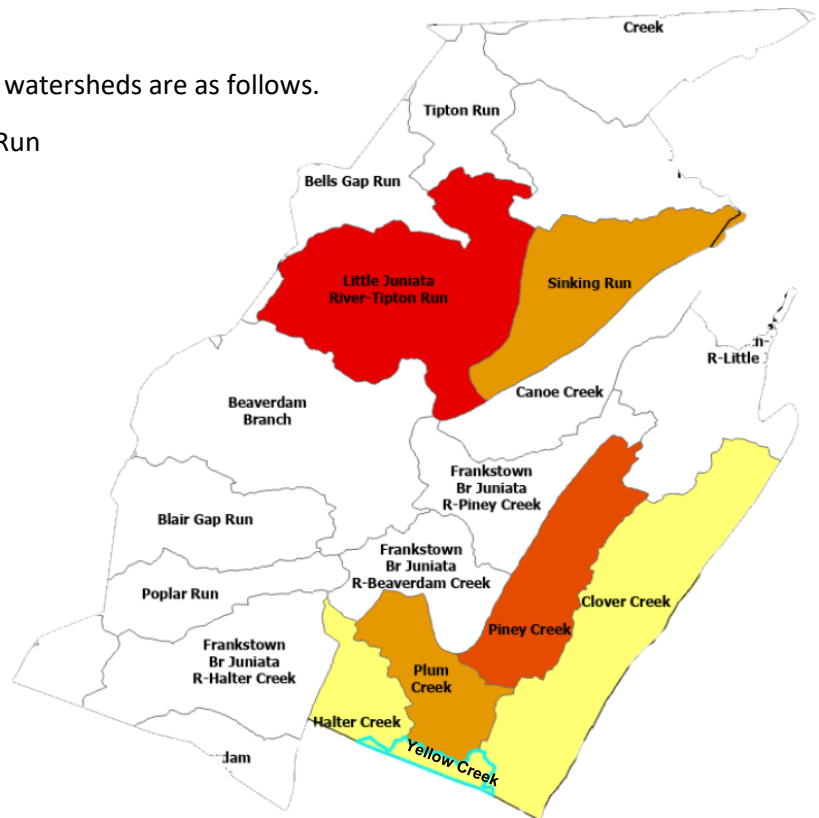 Creek
watersheds are as follows.
Tipton Run
Run
Bells Gap Run
Little Juniata
River-Tipton Run
Sinking Run
R-Little
Canoe Creek
Beaverdam
Branch
Frankstown
Br Juniata
R-Piney Creek
Blair Gap Run
Frankstown
Br Juniata
R-Beaverdam Creek
Poplar Run
Clover Creek
Piney Creek
Frankstown
Br Juniata
R-Halter Creek
Plum
Creek
Halter Creek
Yellow Creek
dam